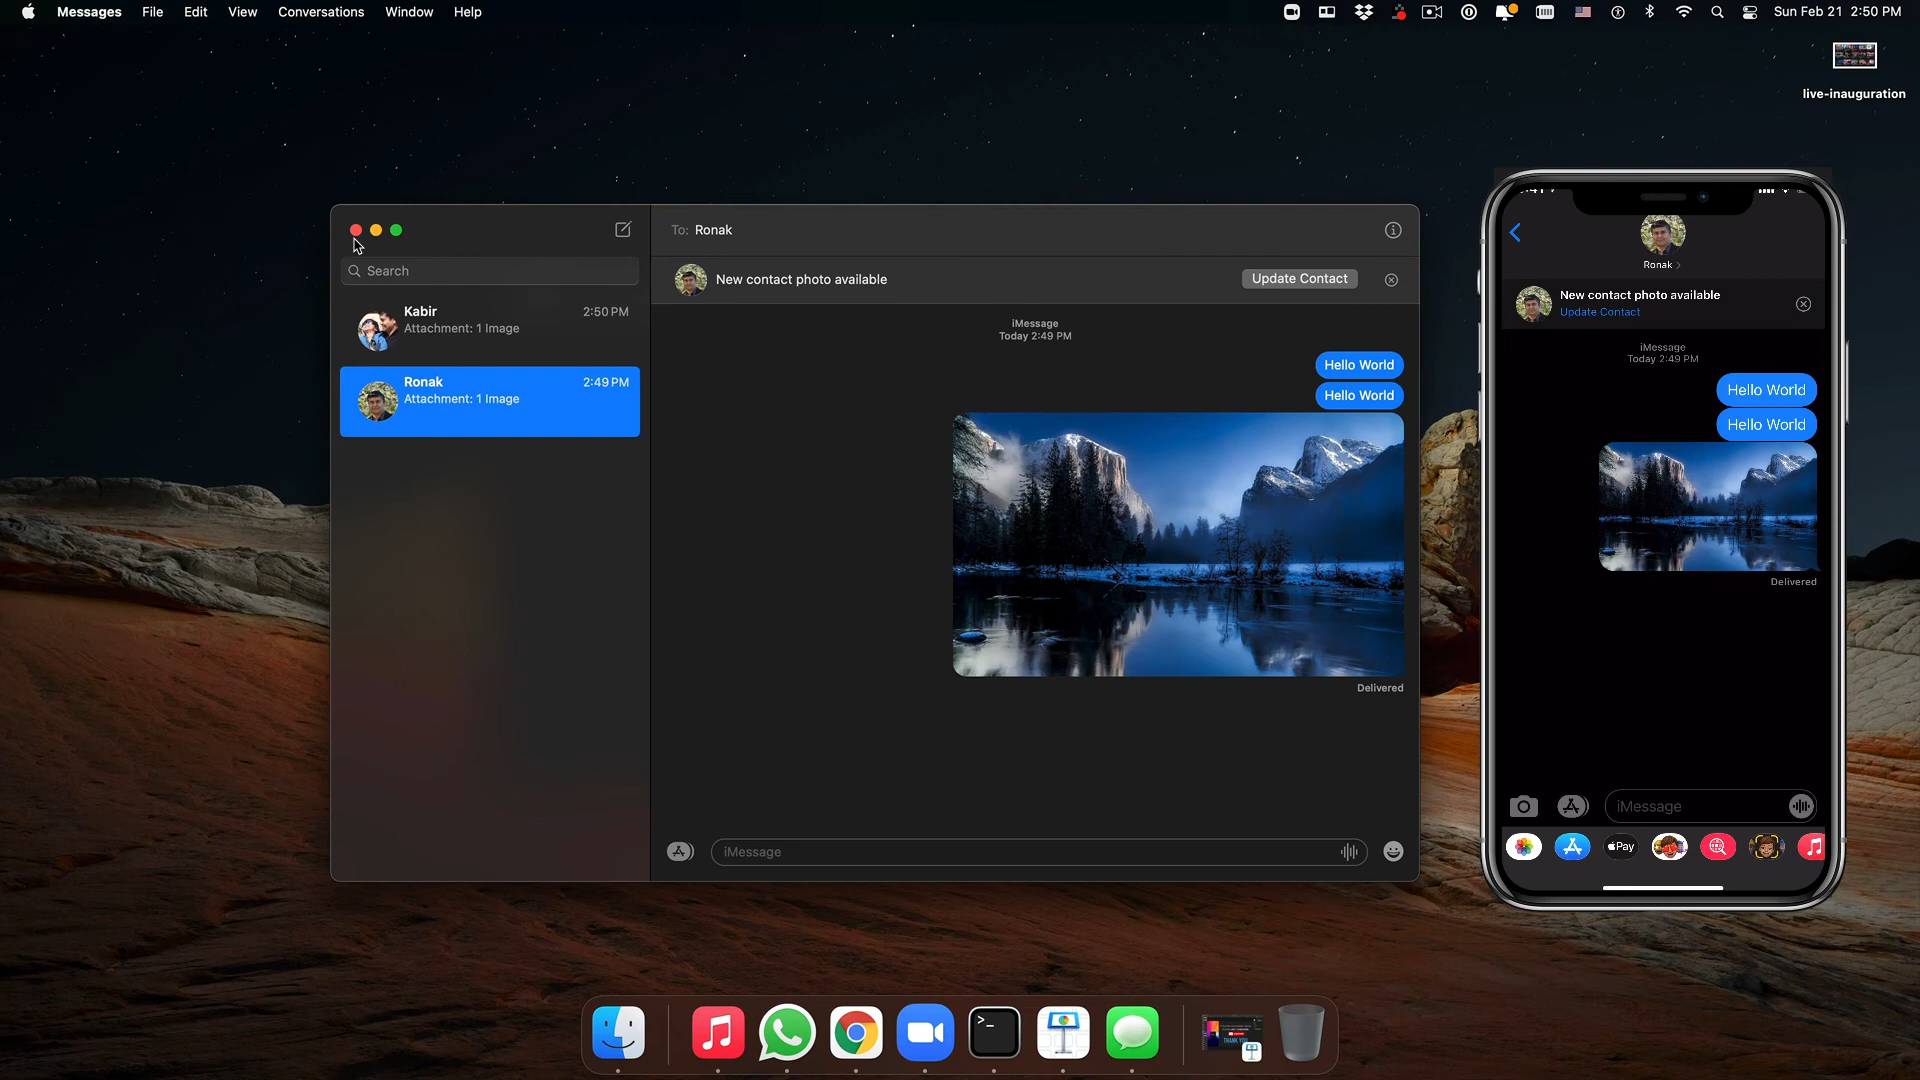 Messages File Edit View Conversations Window Help
Sun Feb 21 2:50 PM
live-inauguration
To: Ronak
Search
New contact photo available
Update Contact
Kabir
2:50 PM
Attachment: 1 Image
Ronak
2:49 PM
Attachment: 1 Image
iMessage
Today 2:49 PM
Hello World
Hello World
Delivered
iMessage
Ronak
New contact photo available
Update Contact
iMessage
Today 2:49 PM
Hello World
Hello World
Delivered
iMessage
Pay
>_
THANK YOU